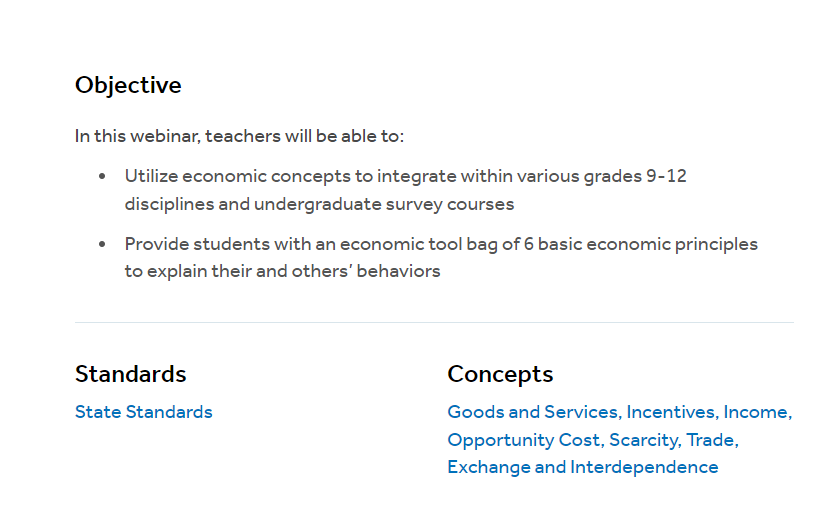 Objective
In this webinar, teachers will be able to:
• Utilize economic concepts to integrate within various grades 9-12
disciplines and undergraduate survey courses
• Provide students with an economic tool bag of 6 basic economic principles
to explain their and others’ behaviors
Standards
State Standards
Concepts
Goods and Services, Incentives, Income,
Opportunity Cost, Scarcity, Trade,
Exchange and Interdependence